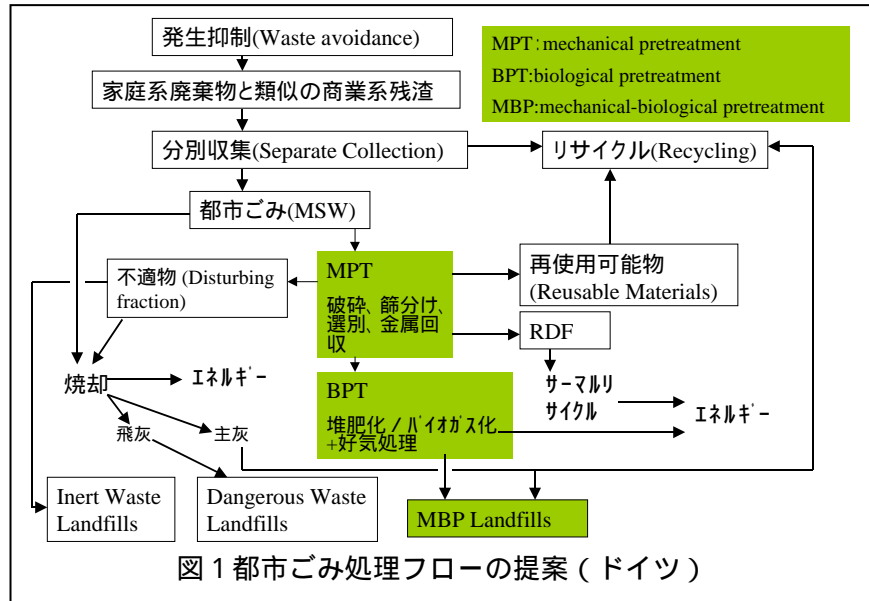 発生抑制(Waste avoidance)
MPT：mechanical pretreatment
BPT:biological pretreatment
MBP:mechanical-biological pretreatment
家庭系廃棄物と類似の商業系残渣
分別収集(Separate Collection)
リサイクル(Recycling)
都市ごみ(MSW)
不適物 (Disturbing
fraction)
MPT
破砕、篩分け、
選別、金属回
収
再使用可能物
(Reusable Materials)
RDF
焼却
ｴﾈﾙｷﾞｰ
BPT
堆肥化 / ﾊﾞｲｵｶﾞｽ化
+好気処理
ｻｰﾏﾙﾘ
ｻｲｸﾙ
ｴﾈﾙｷﾞｰ
飛灰
主灰
Inert Waste
Landfills
Dangerous Waste
Landfills
MBP Landfills
図１都市ごみ処理フローの提案（ドイツ）